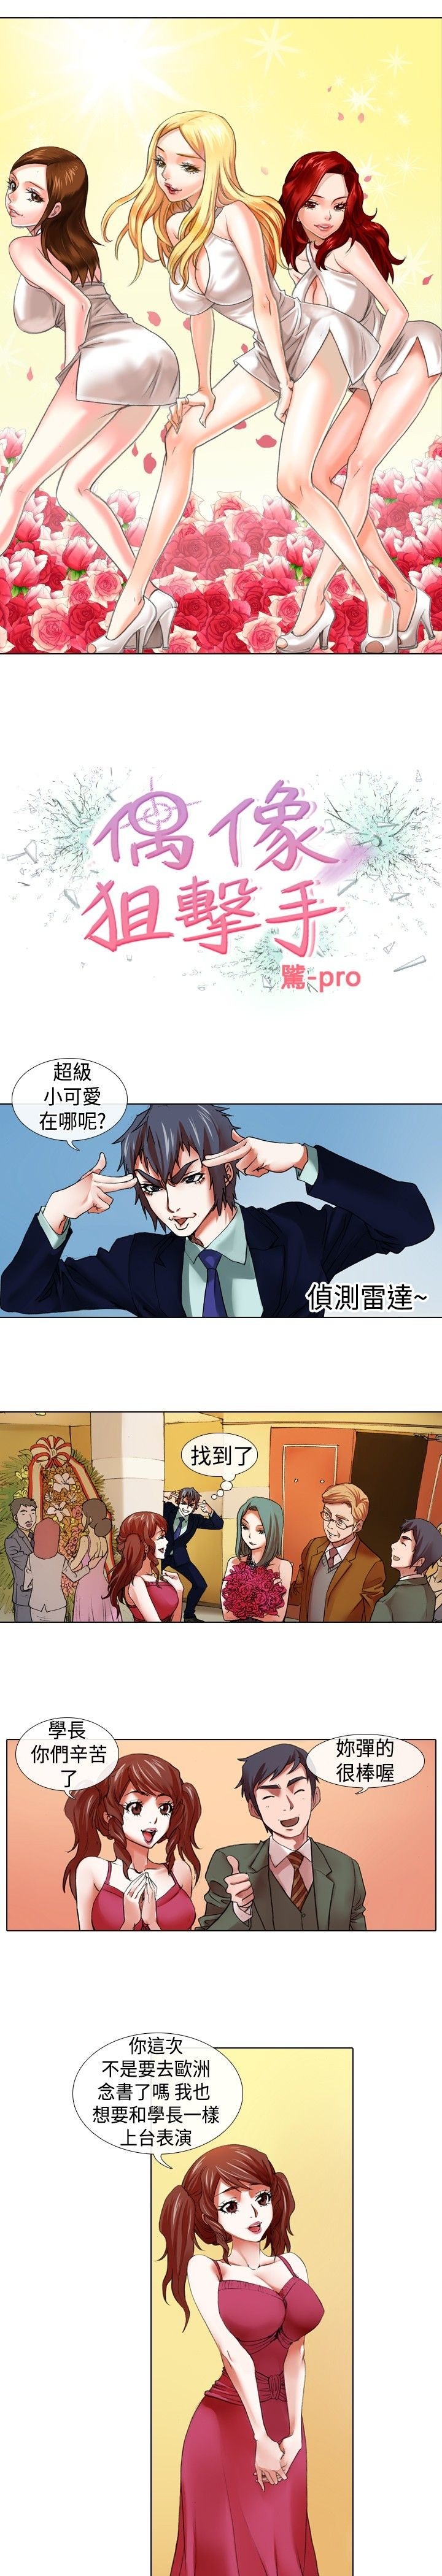 偶像
狙擊手
鷲-pro
超級
小可愛
在哪呢?
偵測雷達~
找到了
學長
你們辛苦
了
妳彈的
很棒喔
你這次
不是要去歐洲
念書了嗎 我也
想要和學長一樣
上台表演